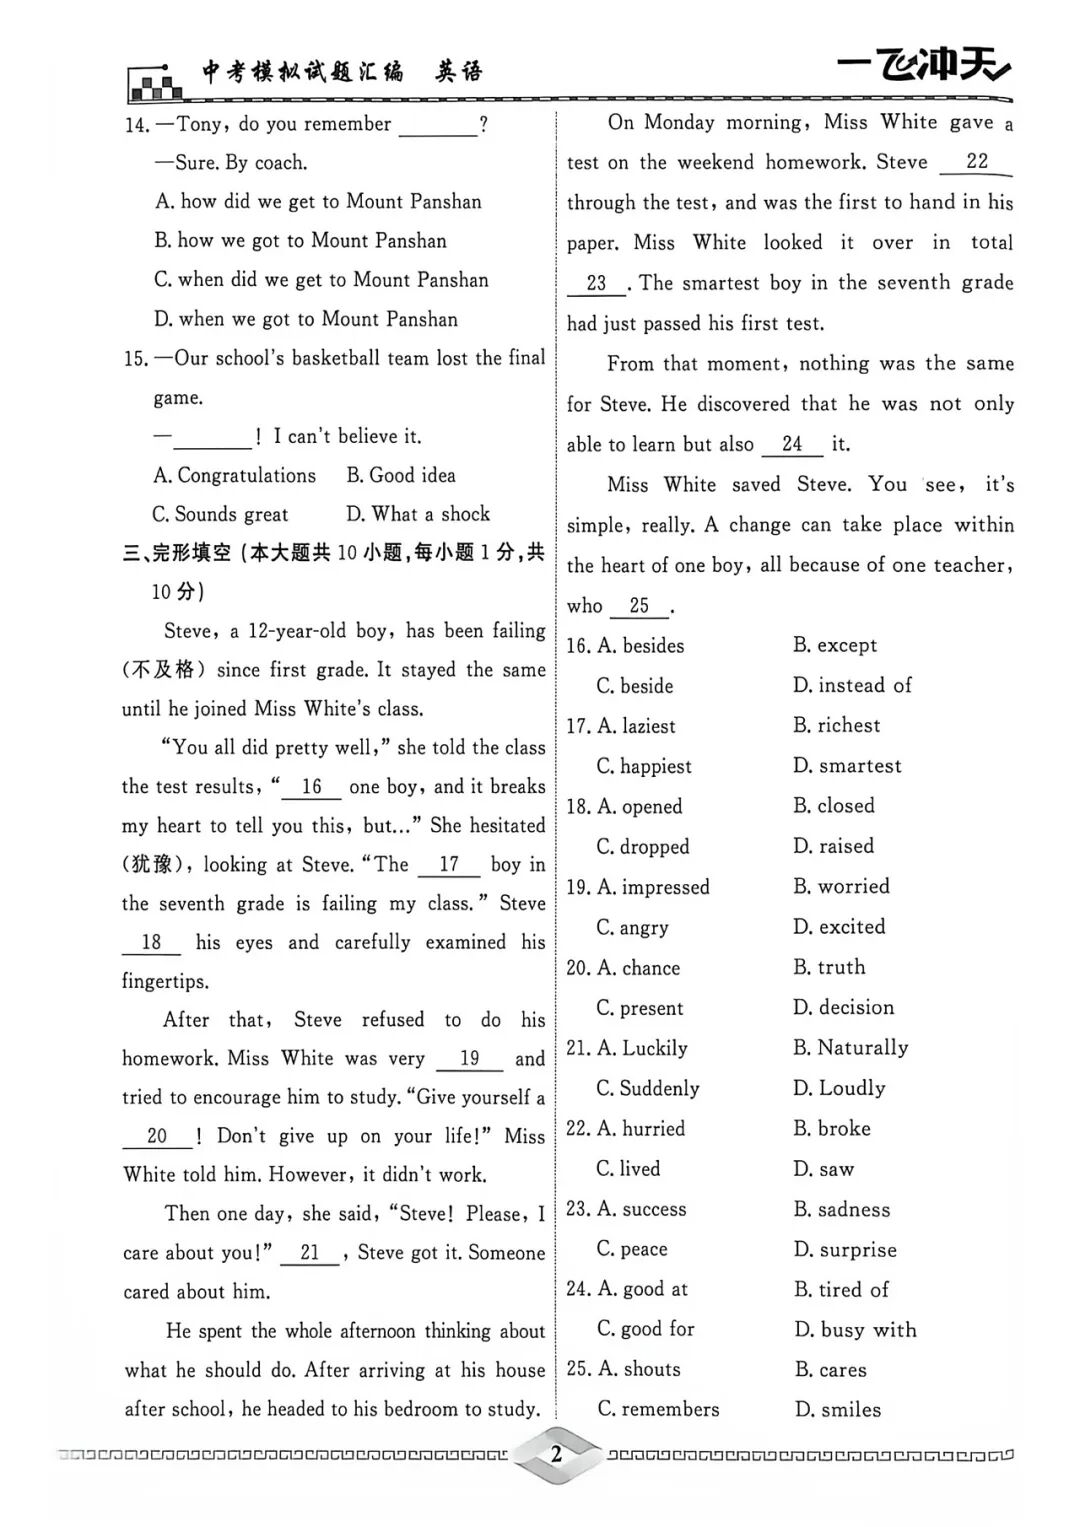 中考模拟试题汇编 英语
一飞冲天
14. —Tony, do you remember ________?
—Sure. By coach.
A. how did we get to Mount Panshan
B. how we got to Mount Panshan
C. when did we get to Mount Panshan
D. when we got to Mount Panshan
15. —Our school's basketball team lost the final
game.
—________! I can't believe it.
A. Congratulations B. Good idea
C. Sounds great D. What a shock
三、完形填空(本大题共10小题,每小题1分,共
10分)
Steve, a 12-year-old boy, has been failing
(不及格) since first grade. It stayed the same
until he joined Miss White's class.
“You all did pretty well,” she told the class
the test results, “ 16 one boy, and it breaks
my heart to tell you this, but...” She hesitated
(犹豫), looking at Steve. “The 17 boy in
the seventh grade is failing my class.” Steve
18 his eyes and carefully examined his
fingertips.
After that, Steve refused to do his
homework. Miss White was very 19 and
tried to encourage him to study. “Give yourself a
20 ! Don't give up on your life!” Miss
White told him. However, it didn't work.
Then one day, she said, “Steve! Please, I
care about you!” 21 , Steve got it. Someone
cared about him.
He spent the whole afternoon thinking about
what he should do. After arriving at his house
after school, he headed to his bedroom to study.
On Monday morning, Miss White gave a
test on the weekend homework. Steve 22
through the test, and was the first to hand in his
paper. Miss White looked it over in total
23 . The smartest boy in the seventh grade
had just passed his first test.
From that moment, nothing was the same
for Steve. He discovered that he was not only
able to learn but also 24 it.
Miss White saved Steve. You see, it's
simple, really. A change can take place within
the heart of one boy, all because of one teacher,
who 25 .
16. A. besides B. except
C. beside D. instead of
17. A. laziest B. richest
C. happiest D. smartest
18. A. opened B. closed
C. dropped D. raised
19. A. impressed B. worried
C. angry D. excited
20. A. chance B. truth
C. present D. decision
21. A. Luckily B. Naturally
C. Suddenly D. Loudly
22. A. hurried B. broke
C. lived D. saw
23. A. success B. sadness
C. peace D. surprise
24. A. good at B. tired of
C. good for D. busy with
25. A. shouts B. cares
C. remembers D. smiles
2